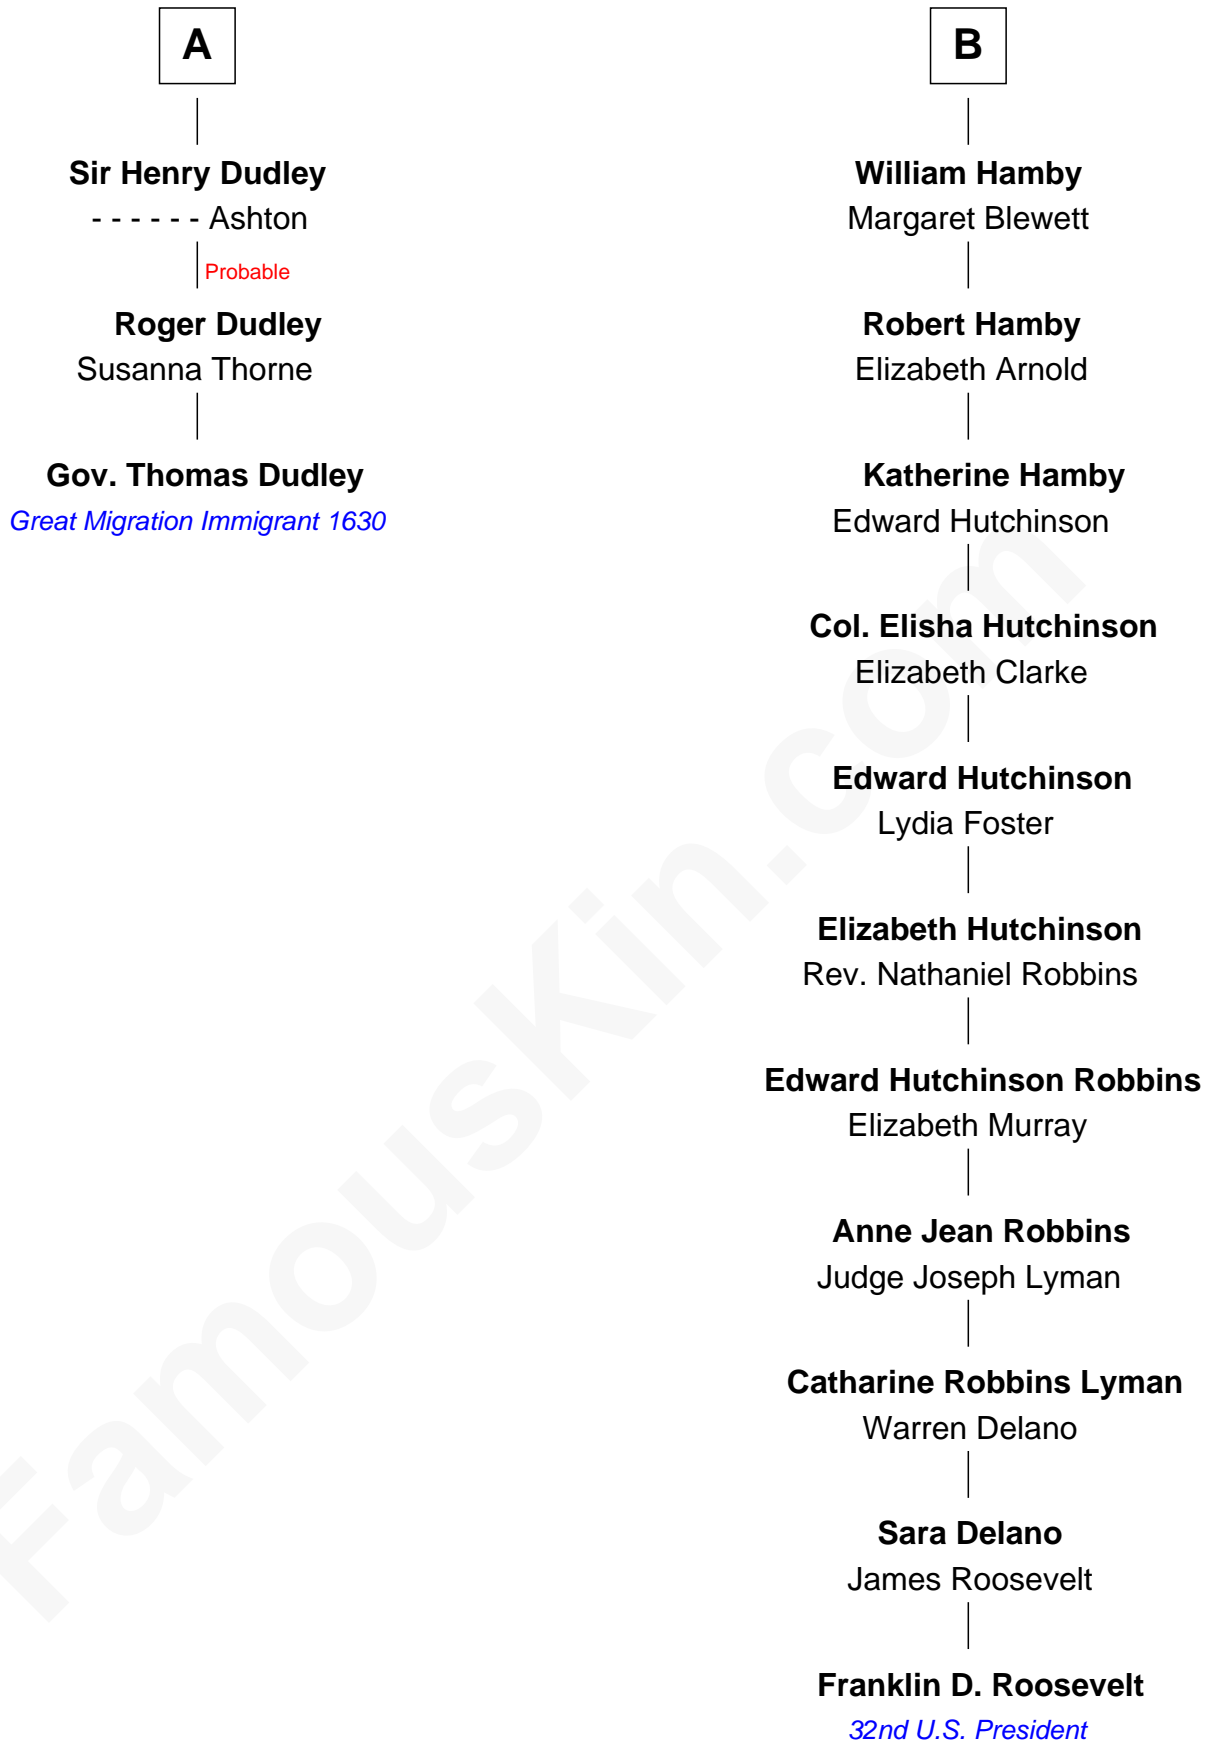 A
Sir Henry Dudley
- - - - - - Ashton
Probable
Roger Dudley
Susanna Thorne
Gov. Thomas Dudley
Great Migration Immigrant 1630
B
William Hamby
Margaret Blewett
Robert Hamby
Elizabeth Arnold
Katherine Hamby
Edward Hutchinson
Col. Elisha Hutchinson
Elizabeth Clarke
Edward Hutchinson
Lydia Foster
Elizabeth Hutchinson
Rev. Nathaniel Robbins
Edward Hutchinson Robbins
Elizabeth Murray
Anne Jean Robbins
Judge Joseph Lyman
Catharine Robbins Lyman
Warren Delano
Sara Delano
James Roosevelt
Franklin D. Roosevelt
32nd U.S. President
FamousKin.com